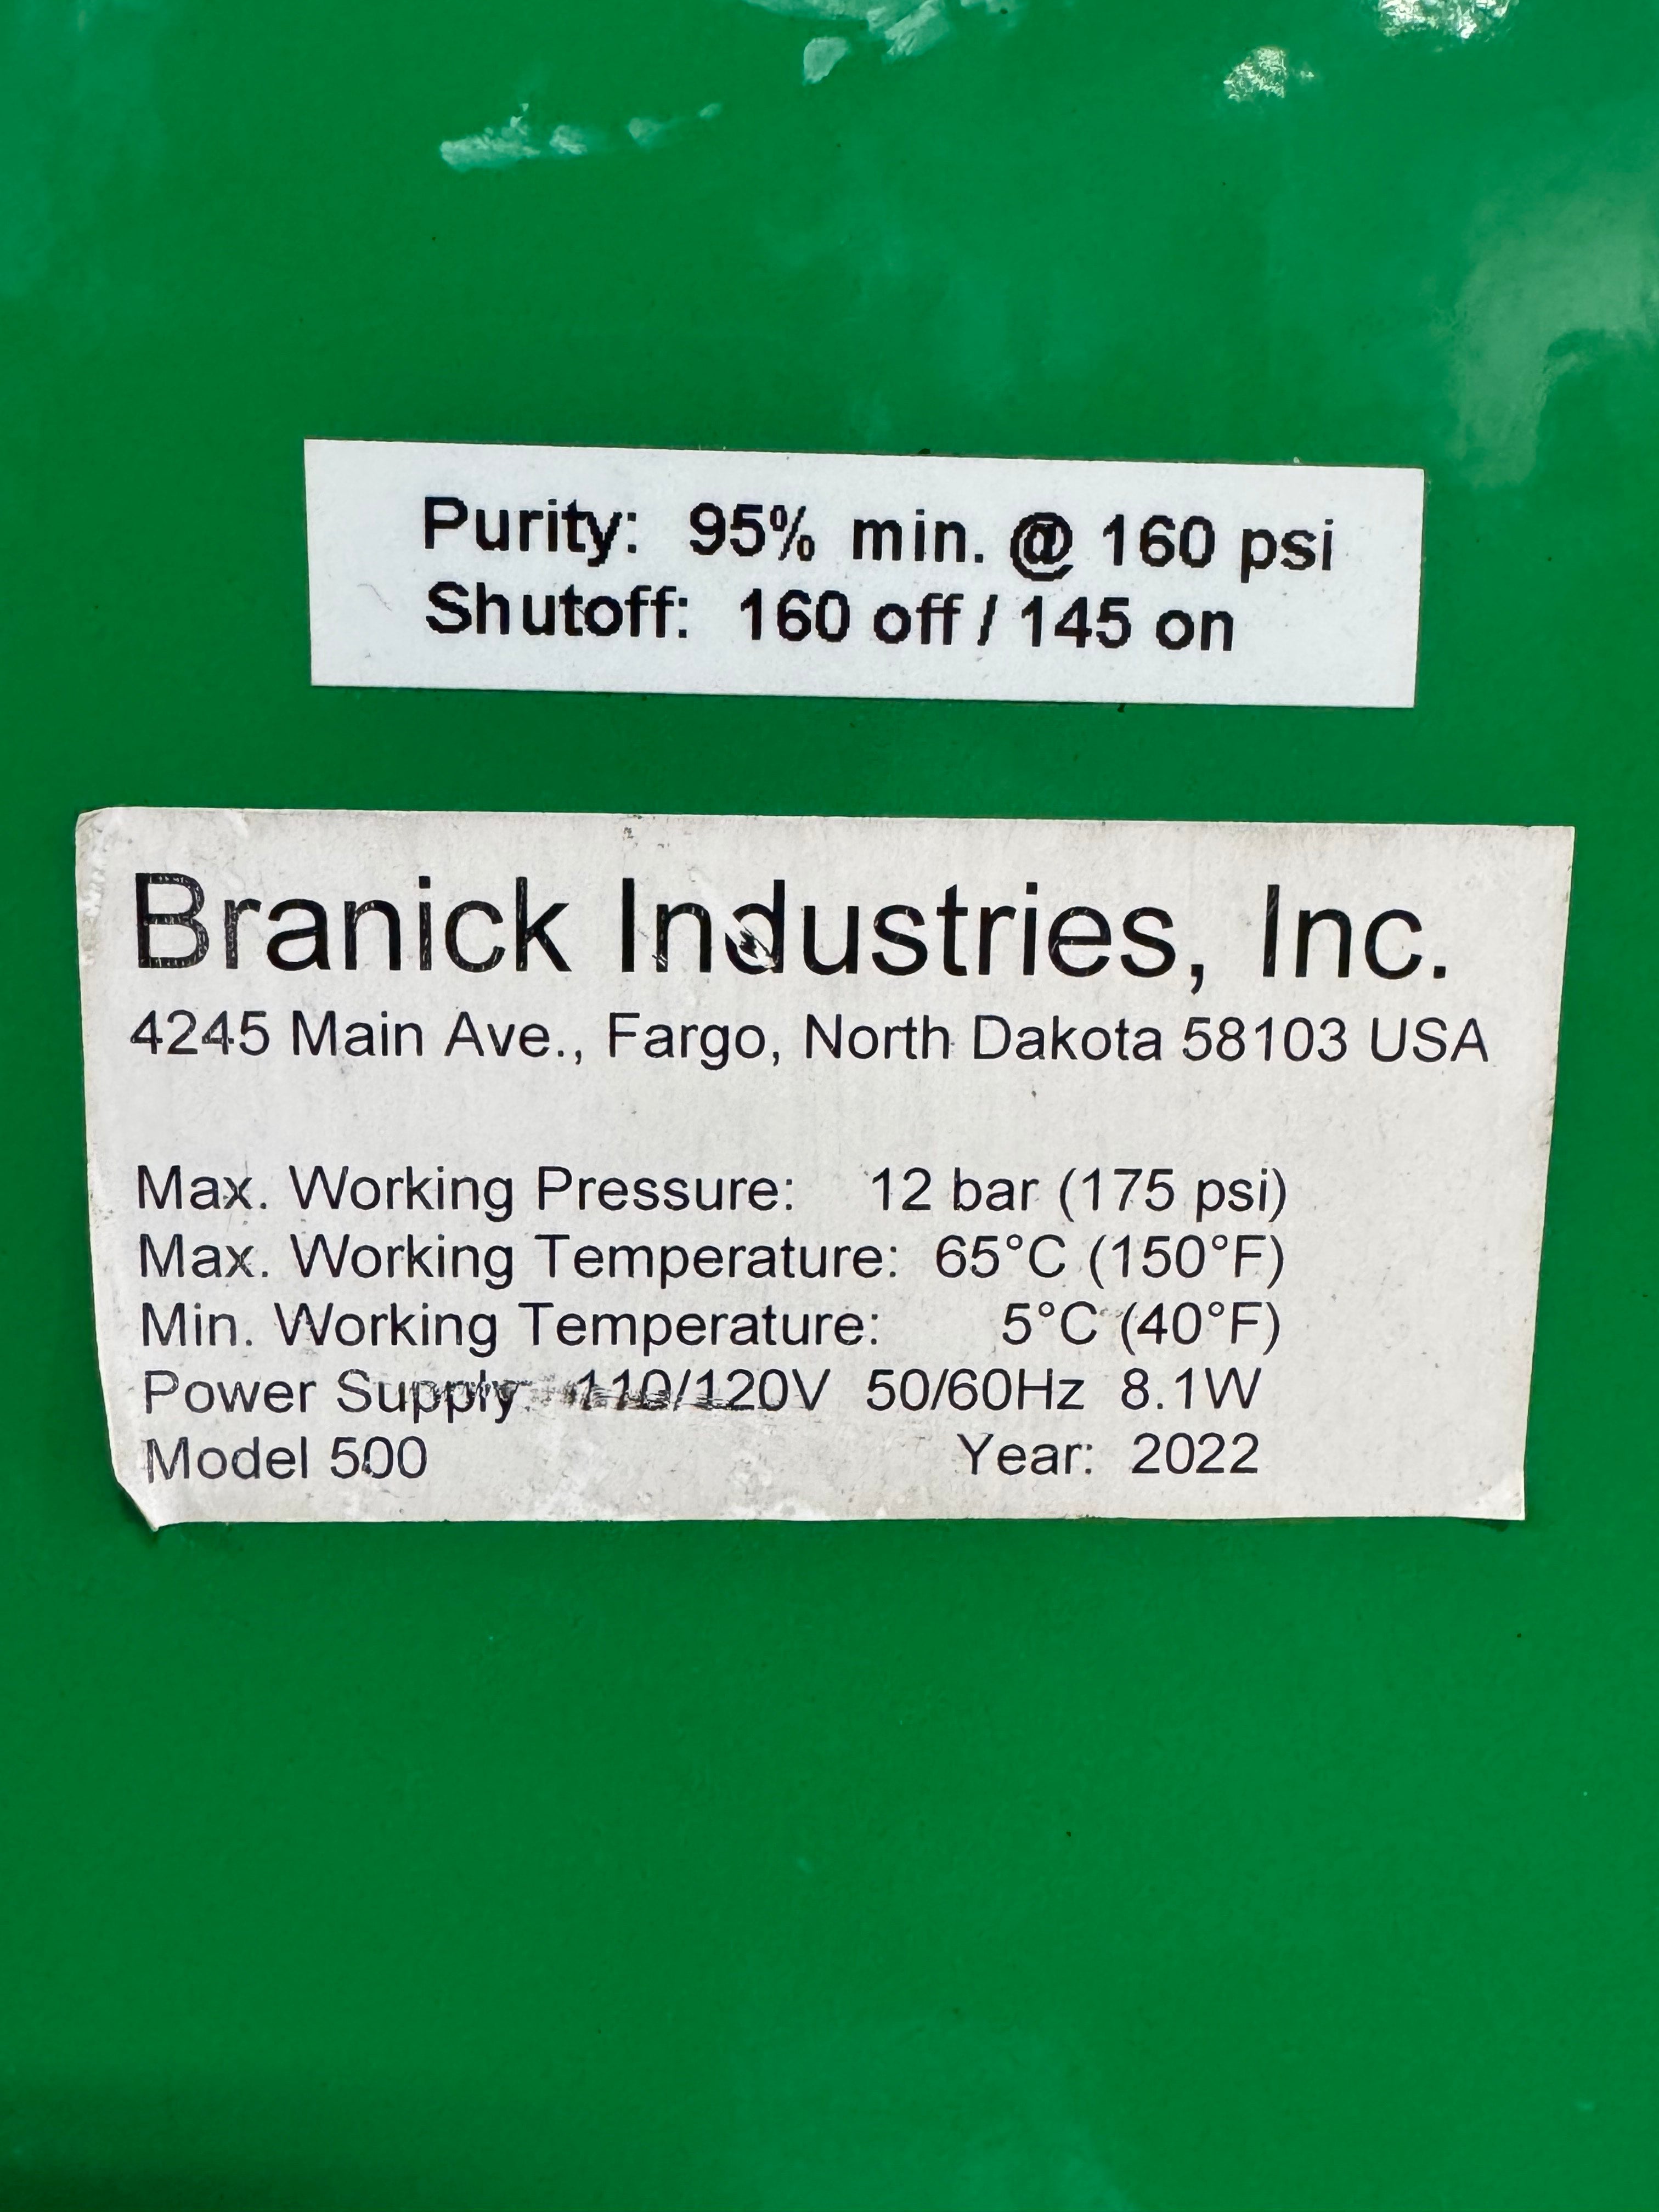 Purity: 95% min. @ 160 psi
Shutoff: 160 off / 145 on
Branick Industries, Inc.
4245 Main Ave., Fargo, North Dakota 58103 USA
Max. Working Pressure: 12 bar (175 psi)
Max. Working Temperature: 65°C (150°F)
Min. Working Temperature: 5°C (40°F)
Power Supply: 110/120V 50/60Hz 8.1W
Model 500 Year: 2022